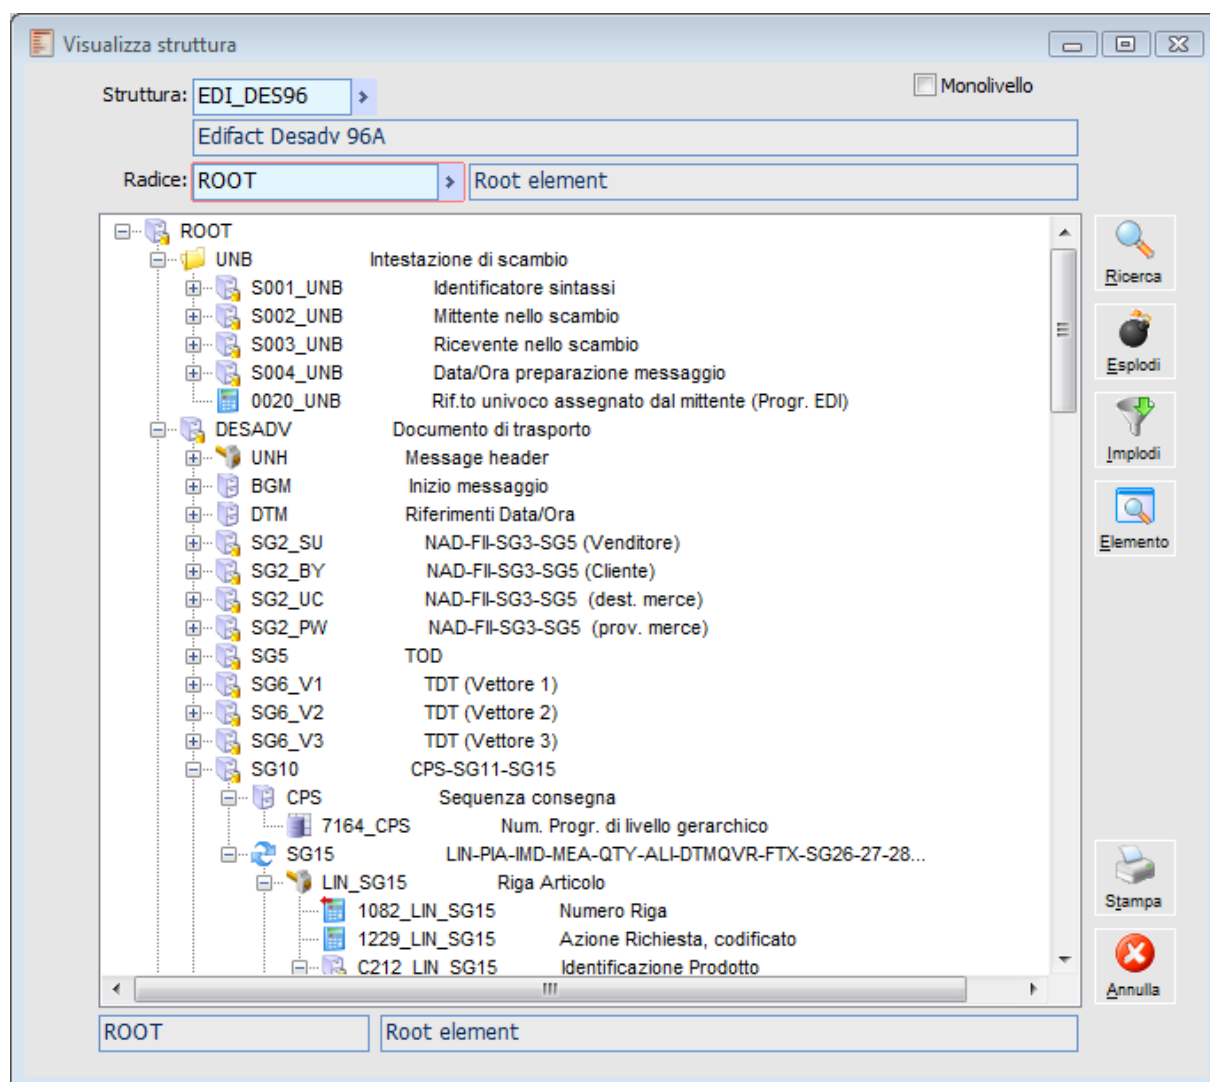 Visualizza struttura
Struttura: EDI_DES96 Monolivello
Edifact Desadv 96A
Radice: ROOT Root element
ROOT
UNB Intestazione di scambio
S001_UNB Identificatore sintassi
S002_UNB Mittente nello scambio
S003_UNB Ricevente nello scambio
S004_UNB Data/Ora preparazione messaggio
0020_UNB Rif.to univoco assegnato dal mittente (Progr. EDI)
DESADV Documento di trasporto
UNH Message header
BGM Inizio messaggio
DTM Riferimenti Data/Ora
SG2_SU NAD-FII-SG3-SG5 (Venditore)
SG2_BY NAD-FII-SG3-SG5 (Cliente)
SG2_UC NAD-FII-SG3-SG5 (dest. merce)
SG2_PW NAD-FII-SG3-SG5 (prov. merce)
SG5 TOD
SG6_V1 TDT (Vettore 1)
SG6_V2 TDT (Vettore 2)
SG6_V3 TDT (Vettore 3)
SG10 CPS-SG11-SG15
CPS Sequenza consegna
7164_CPS Num. Progr. di livello gerarchico
SG15 LIN-PIA-IMD-MEA-QTY-ALI-DTMQVR-FTX-SG26-27-28...
LIN_SG15 Riga Articolo
1082_LIN_SG15 Numero Riga
1229_LIN_SG15 Azione Richiesta, codificato
C212_LIN_SG15 Identificazione Prodotto
Ricerca
Esplodi
Implodi
Elemento
Stampa
Annulla
ROOT Root element